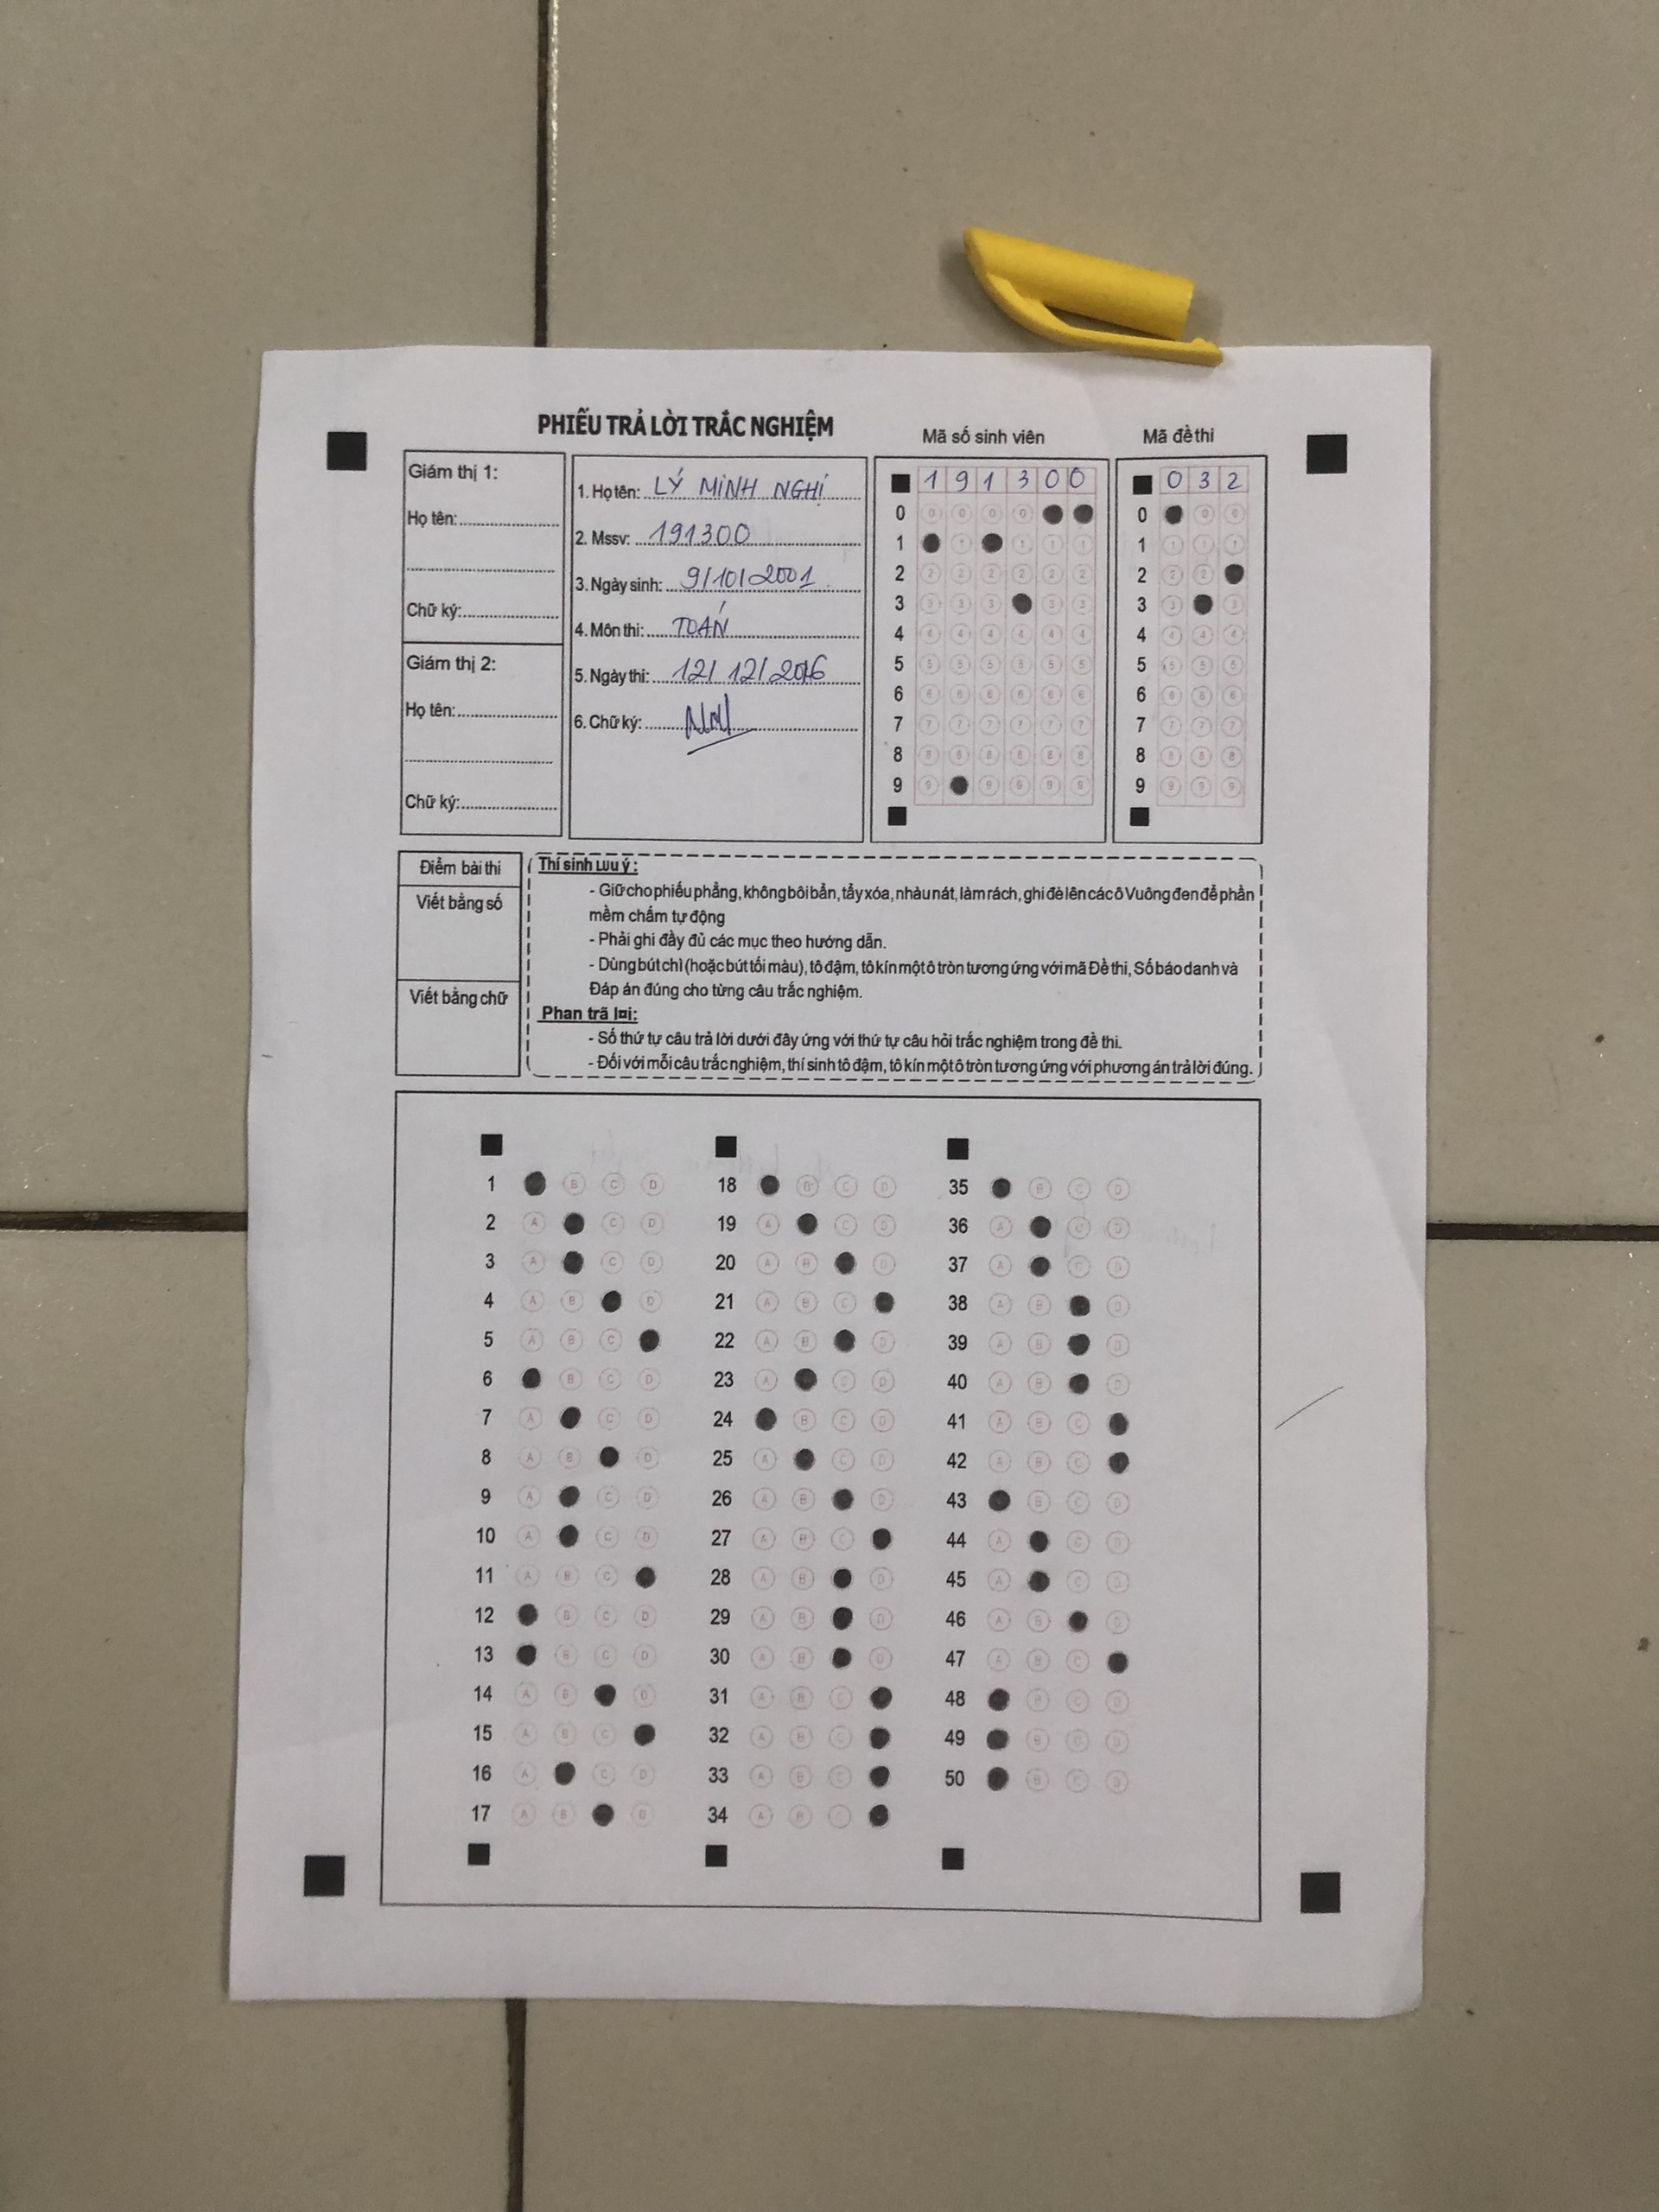 PHIẾU TRẢ LỜI TRẮC NGHIỆM
Giám thị 1:
Họ tên:
Chữ ký:
Giám thị 2:
Họ tên:
Chữ ký:
1. Họ tên: LÝ MINH NGHỊ
2. Mssv: 191300
3. Ngày sinh: 9/10/2001
4. Môn thi: TOÁN
5. Ngày thi: 12/12/2016
6. Chữ ký:
Mã số sinh viên
1 9 1 3 0 0
0
1
2
3
4
5
6
7
8
9
Mã đề thi
0 3 2
0
1
2
3
4
5
6
7
8
9
Điểm bài thi
Viết bằng số
Viết bằng chữ
Thí sinh Lưu ý:
- Giữ cho phiếu phẳng, không bôi bẩn, tẩy xóa, nhàu nát, làm rách, ghi đè lên các ô Vuông đen để phần
mềm chấm tự động
- Phải ghi đầy đủ các mục theo hướng dẫn.
- Dùng bút chì (hoặc bút tối màu), tô đậm, tô kín một ô tròn tương ứng với mã Đề thi, Số báo danh và
Đáp án đúng cho từng câu trắc nghiệm.
Phan trã l¤i:
- Số thứ tự câu trả lời dưới đây ứng với thứ tự câu hỏi trắc nghiệm trong đề thi.
- Đối với mỗi câu trắc nghiệm, thí sinh tô đậm, tô kín một ô tròn tương ứng với phương án trả lời đúng.
1 B C D
2 A C D
3 A C D
4 A B D
5 A B C
6 B C D
7 A C D
8 A B D
9 A C D
10 A C D
11 A B C
12 B C D
13 B C D
14 A B D
15 A B C
16 A C D
17 A B D
18 B C D
19 A C D
20 A B D
21 A B C
22 A B D
23 A C D
24 B C D
25 A C D
26 A B D
27 A B C
28 A B D
29 A B D
30 A B D
31 A B C
32 A B C
33 A B C
34 A B C
35 B C D
36 A C D
37 A C D
38 A B D
39 A B D
40 A B D
41 A B C
42 A B C
43 B C D
44 A C D
45 A C D
46 A B D
47 A B C
48 B C D
49 B C D
50 B C D